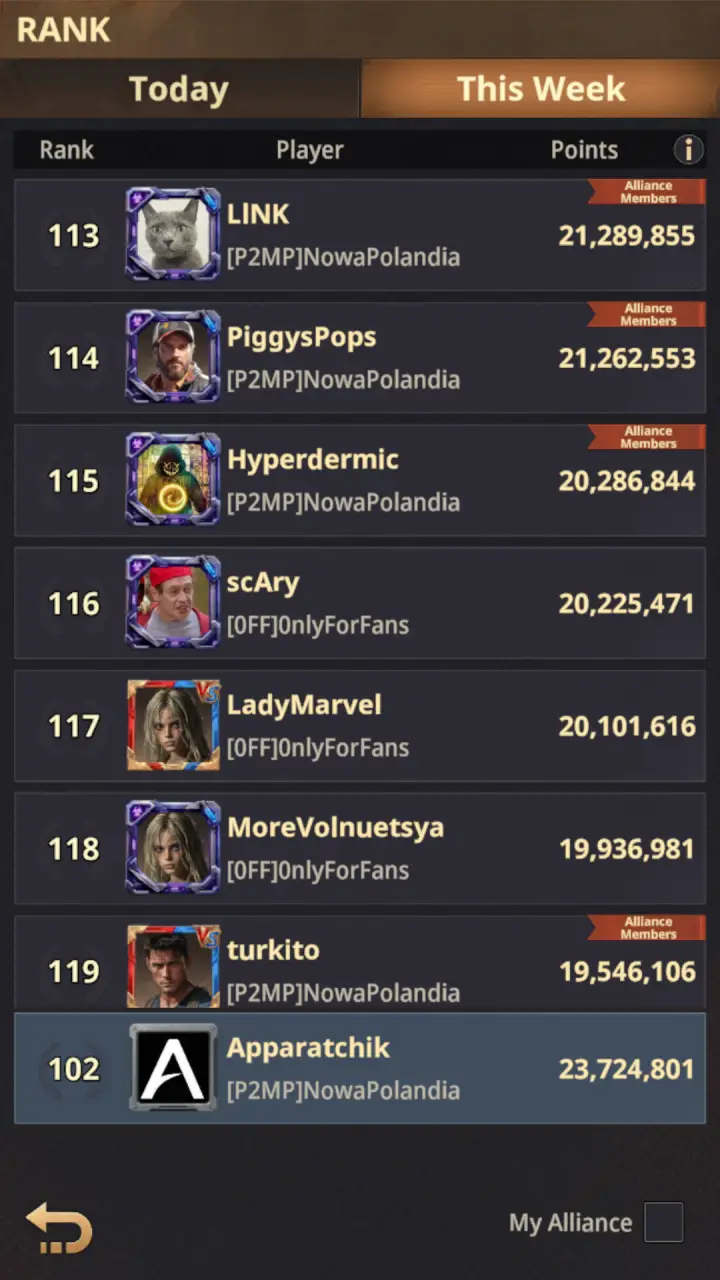 RANK
Today
This Week
Rank
Player
Points
Alliance
Members
113
LINK
21,289,855
[P2MP]NowaPolandia
Alliance
Members
114
PiggysPops
21,262,553
[P2MP]NowaPolandia
Alliance
Members
115
Hyperdermic
20,286,844
[P2MP]NowaPolandia
116
scAry
20,225,471
[0FF]0nlyForFans
VS
117
LadyMarvel
20,101,616
[0FF]0nlyForFans
118
MoreVolnuetsya
19,936,981
[0FF]0nlyForFans
Alliance
Members
VS
119
turkito
19,546,106
[P2MP]NowaPolandia
102
Apparatchik
23,724,801
[P2MP]NowaPolandia
My Alliance